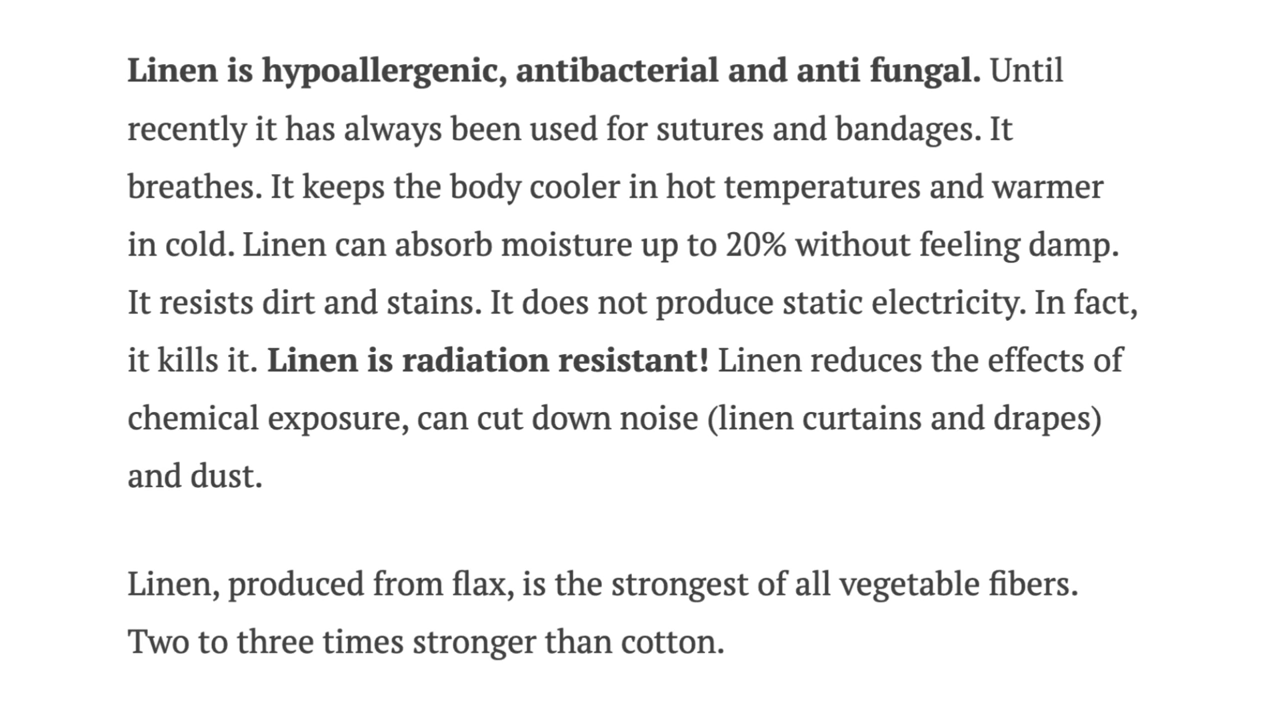 Linen is hypoallergenic, antibacterial and anti fungal. Until
recently it has always been used for sutures and bandages. It
breathes. It keeps the body cooler in hot temperatures and warmer
in cold. Linen can absorb moisture up to 20% without feeling damp.
It resists dirt and stains. It does not produce static electricity. In fact,
it kills it. Linen is radiation resistant! Linen reduces the effects of
chemical exposure, can cut down noise (linen curtains and drapes)
and dust.
Linen, produced from flax, is the strongest of all vegetable fibers.
Two to three times stronger than cotton.